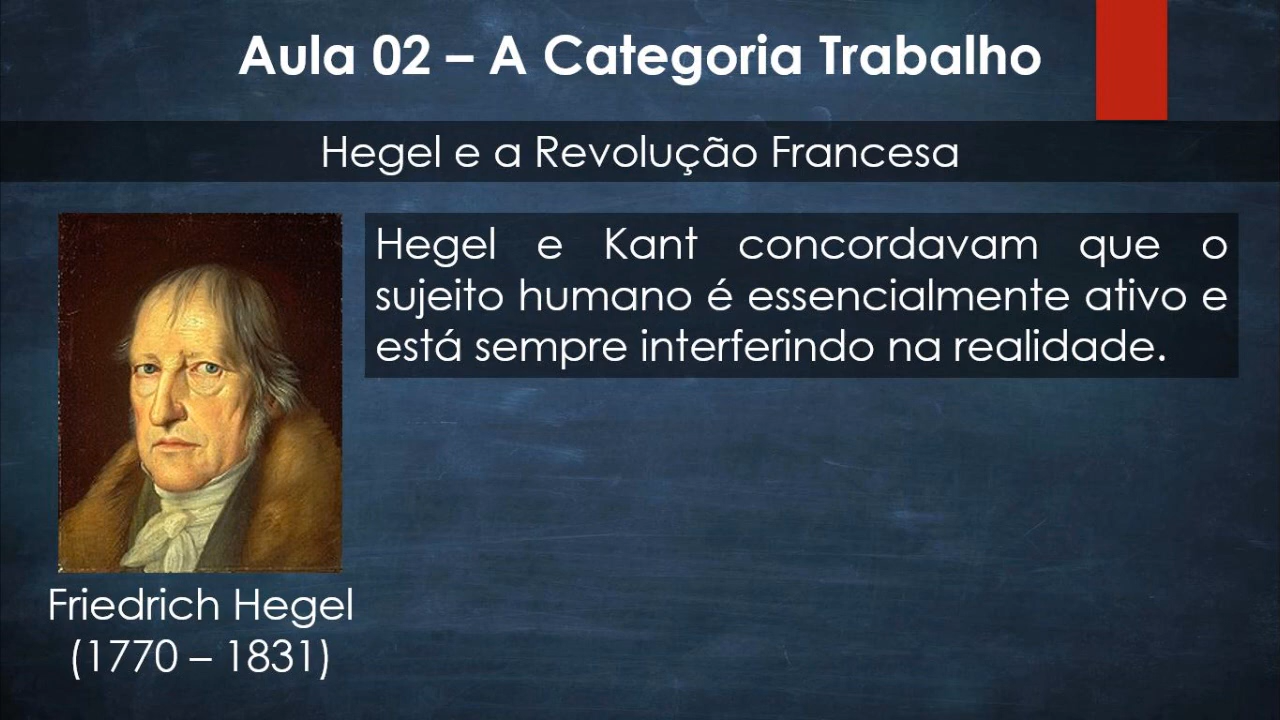 Aula 02 – A Categoria Trabalho
Hegel e a Revolução Francesa
Hegel e Kant concordavam que o
sujeito humano é essencialmente ativo e
está sempre interferindo na realidade.
Friedrich Hegel
(1770 – 1831)